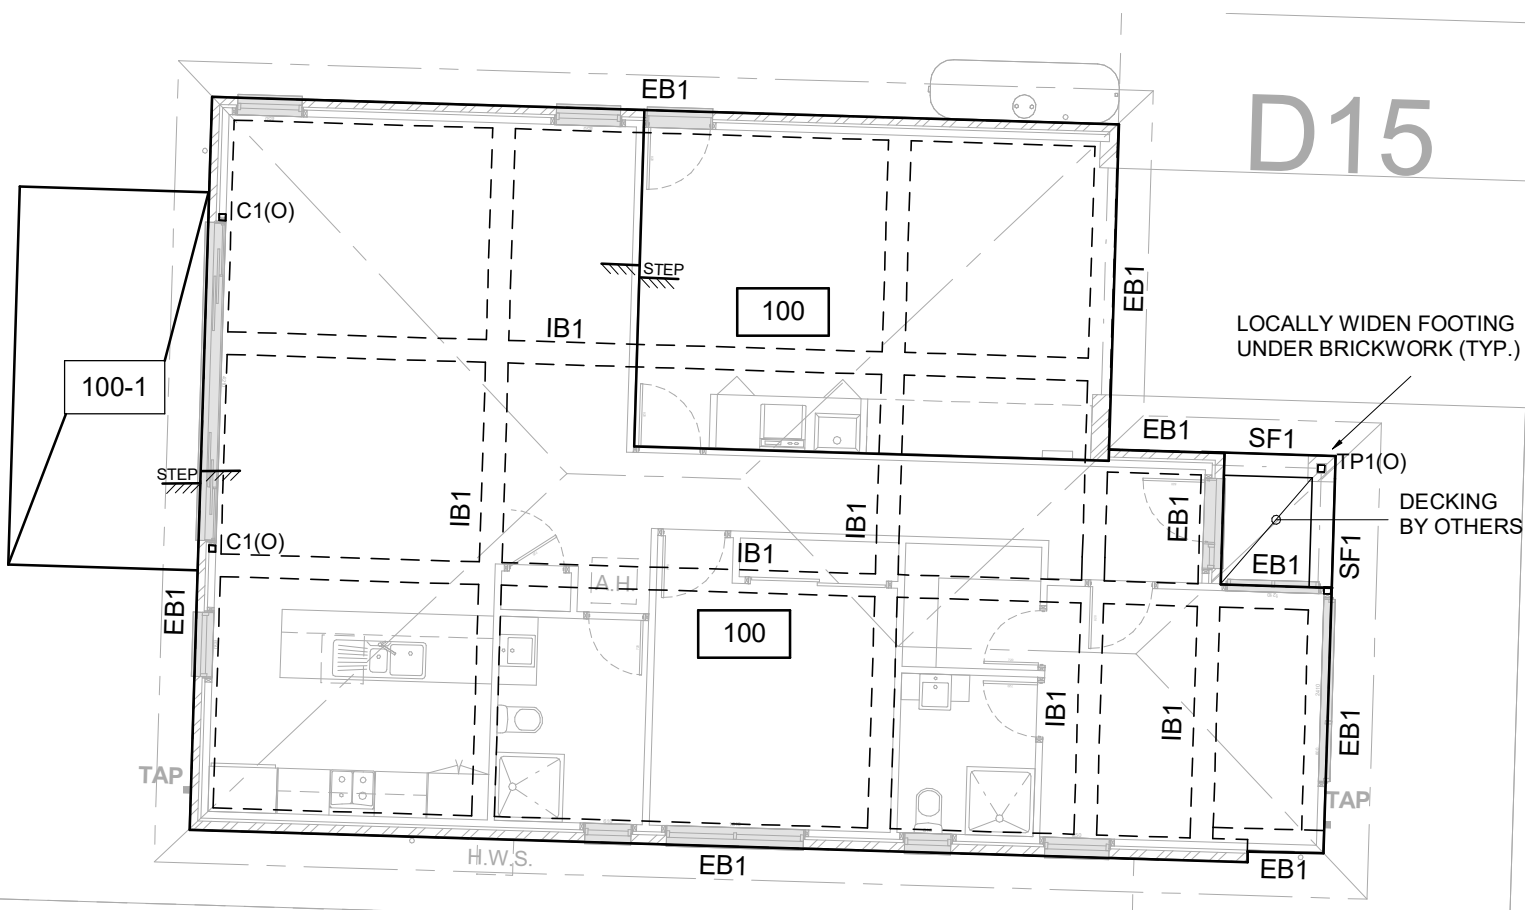 EB1
D15
C1(O)
STEP
100
EB1
IB1
LOCALLY WIDEN FOOTING
UNDER BRICKWORK (TYP.)
100-1
EB1
SF1
TP1(O)
STEP
IB1
IB1
EB1
DECKING
BY OTHERS
C1(O)
IB1
EB1
SF1
A.H.
EB1
100
IB1
IB1
EB1
TAP
TAP
H.W.S.
EB1
EB1